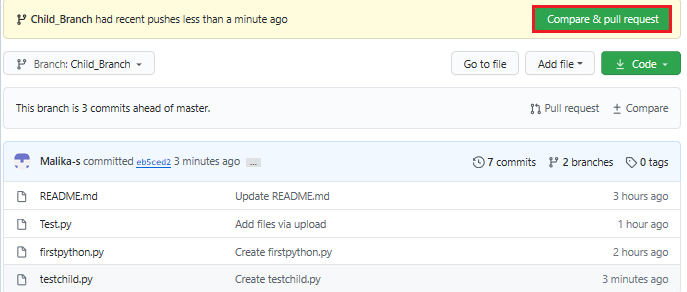 Child_Branch had recent pushes less than a minute ago Compare & pull request
Branch: Child_Branch Go to file Add file Code
This branch is 3 commits ahead of master. Pull request Compare
Malika-s committed eb5ced2 3 minutes ago ... 7 commits 2 branches 0 tags
README.md Update README.md 3 hours ago
Test.py Add files via upload 1 hour ago
firstpython.py Create firstpython.py 2 hours ago
testchild.py Create testchild.py 3 minutes ago